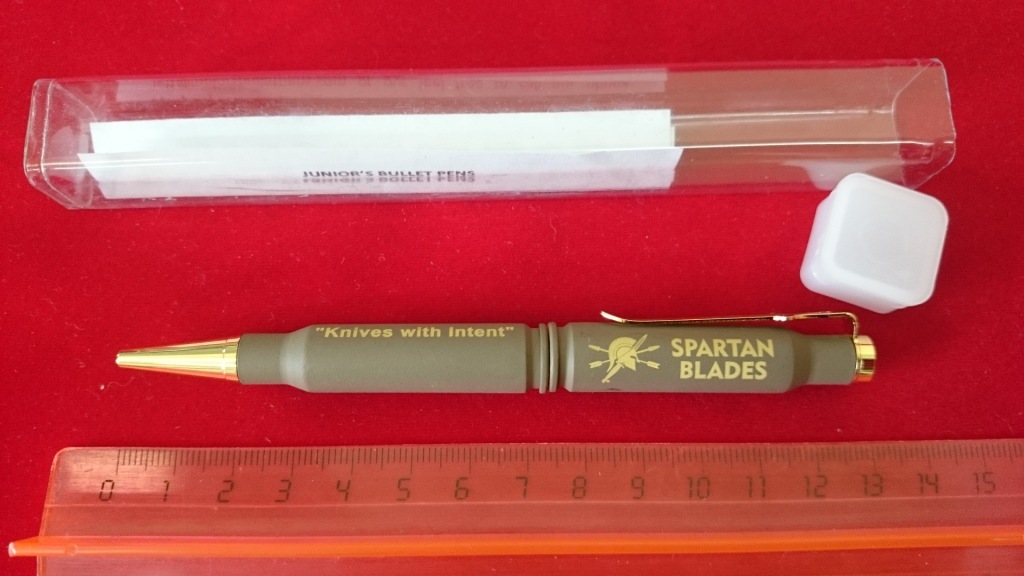 JUNIOR'S BULLET PENS
"Knives with Intent"
SPARTAN
BLADES
0 1 2 3 4 5 6 7 8 9 10 11 12 13 14 15